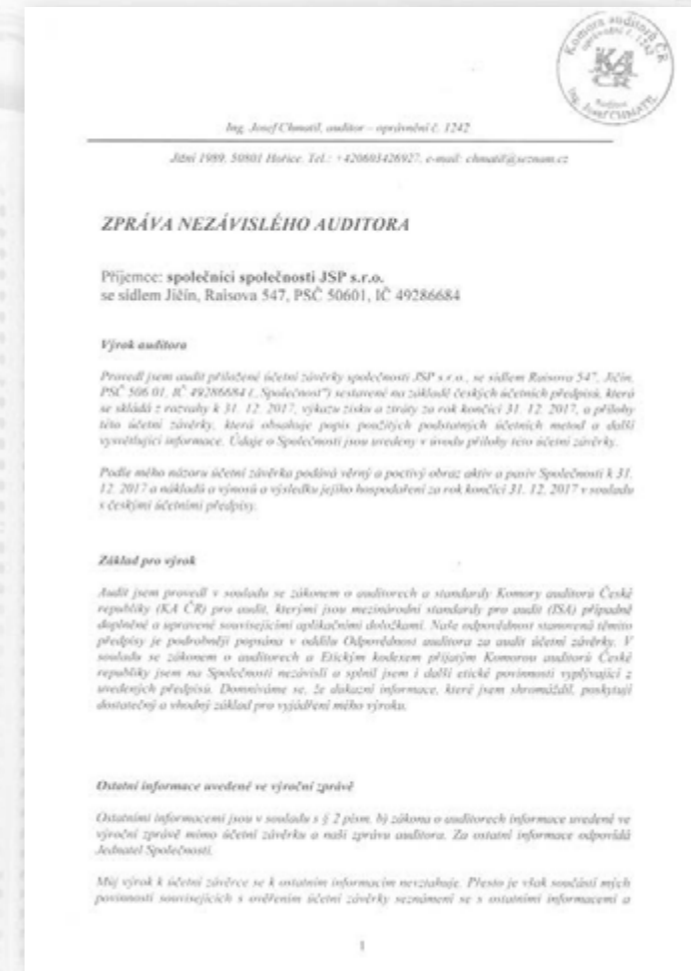 Komora auditorů ČR
oprávnění č. 1242
KA ČR
Auditor
Ing. Josef CHMATIL
Ing. Josef Chmatil, auditor – oprávnění č. 1242
Jižní 1989, 50801 Hořice. Tel.: +420603426927, e-mail: chmatil@seznam.cz
ZPRÁVA NEZÁVISLÉHO AUDITORA
Příjemce: společníci společnosti JSP s.r.o.
se sídlem Jičín, Raisova 547, PSČ 50601, IČ 49286684
Výrok auditora
Provedl jsem audit přiložené účetní závěrky společnosti JSP s.r.o., se sídlem Raisova 547, Jičín,
PSČ 506 01, IČ 49286684 („Společnost") sestavené na základě českých účetních předpisů, která
se skládá z rozvahy k 31. 12. 2017, výkazu zisku a ztráty za rok končící 31. 12. 2017, a přílohy
této účetní závěrky, která obsahuje popis použitých podstatných účetních metod a další
vysvětlující informace. Údaje o Společnosti jsou uvedeny v úvodu přílohy této účetní závěrky.
Podle mého názoru účetní závěrka podává věrný a poctivý obraz aktiv a pasiv Společnosti k 31.
12. 2017 a nákladů a výnosů a výsledku jejího hospodaření za rok končící 31. 12. 2017 v souladu
s českými účetními předpisy.
Základ pro výrok
Audit jsem provedl v souladu se zákonem o auditorech a standardy Komory auditorů České
republiky (KA ČR) pro audit, kterými jsou mezinárodní standardy pro audit (ISA) případně
doplněné a upravené souvisejícími aplikačními doložkami. Naše odpovědnost stanovená těmito
předpisy je podrobněji popsána v oddílu Odpovědnost auditora za audit účetní závěrky. V
souladu se zákonem o auditorech a Etickým kodexem přijatým Komorou auditorů České
republiky jsem na Společnosti nezávislí a splnil jsem i další etické povinnosti vyplývající z
uvedených předpisů. Domníváme se, že důkazní informace, které jsem shromáždil, poskytují
dostatečný a vhodný základ pro vyjádření mého výroku.
Ostatní informace uvedené ve výroční zprávě
Ostatními informacemi jsou v souladu s § 2 písm. b) zákona o auditorech informace uvedené ve
výroční zprávě mimo účetní závěrku a naši zprávu auditora. Za ostatní informace odpovídá
Jednatel Společnosti.
Můj výrok k účetní závěrce se k ostatním informacím nevztahuje. Přesto je však součástí mých
povinností souvisejících s ověřením účetní závěrky seznámení se s ostatními informacemi a
1